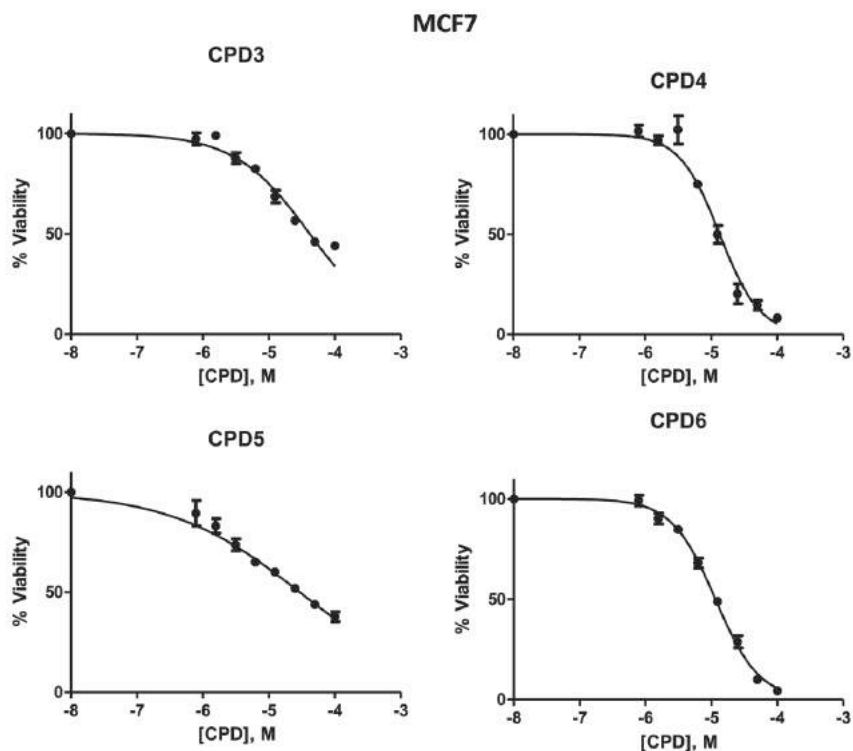 MCF7
CPD3
% Viability
100
50
0
-8 -7 -6 -5 -4 -3
[CPD], M
CPD4
% Viability
100
50
0
-8 -7 -6 -5 -4 -3
[CPD], M
CPD5
% Viability
100
50
0
-8 -7 -6 -5 -4 -3
[CPD], M
CPD6
% Viability
100
50
0
-8 -7 -6 -5 -4 -3
[CPD], M